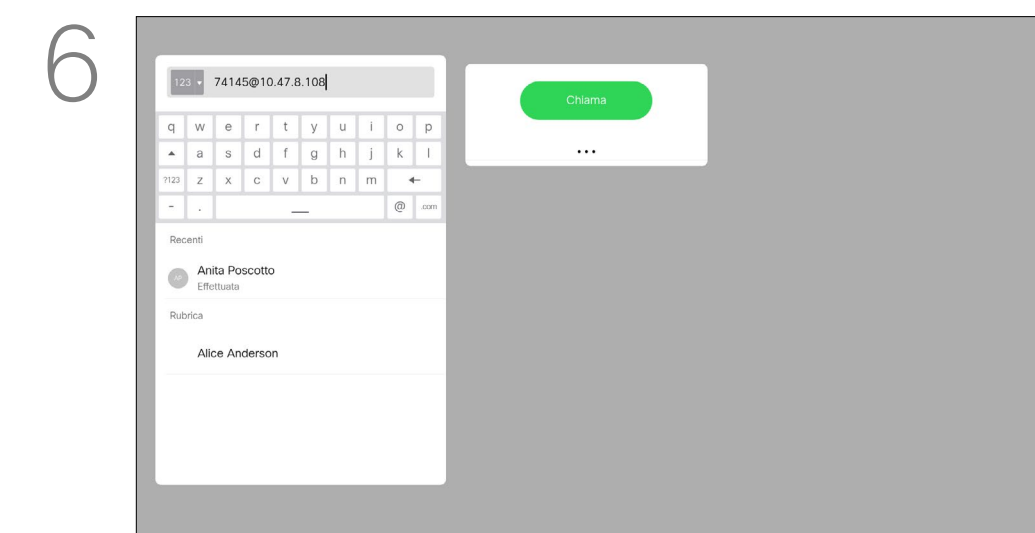 6
123 74145@10.47.8.108
Chiama
...
q w e r t y u i o p
a s d f g h j k l
?123 z x c v b n m
- . @ .com
Recenti
AP
Anita Poscotto
Effettuata
Rubrica
Alice Anderson